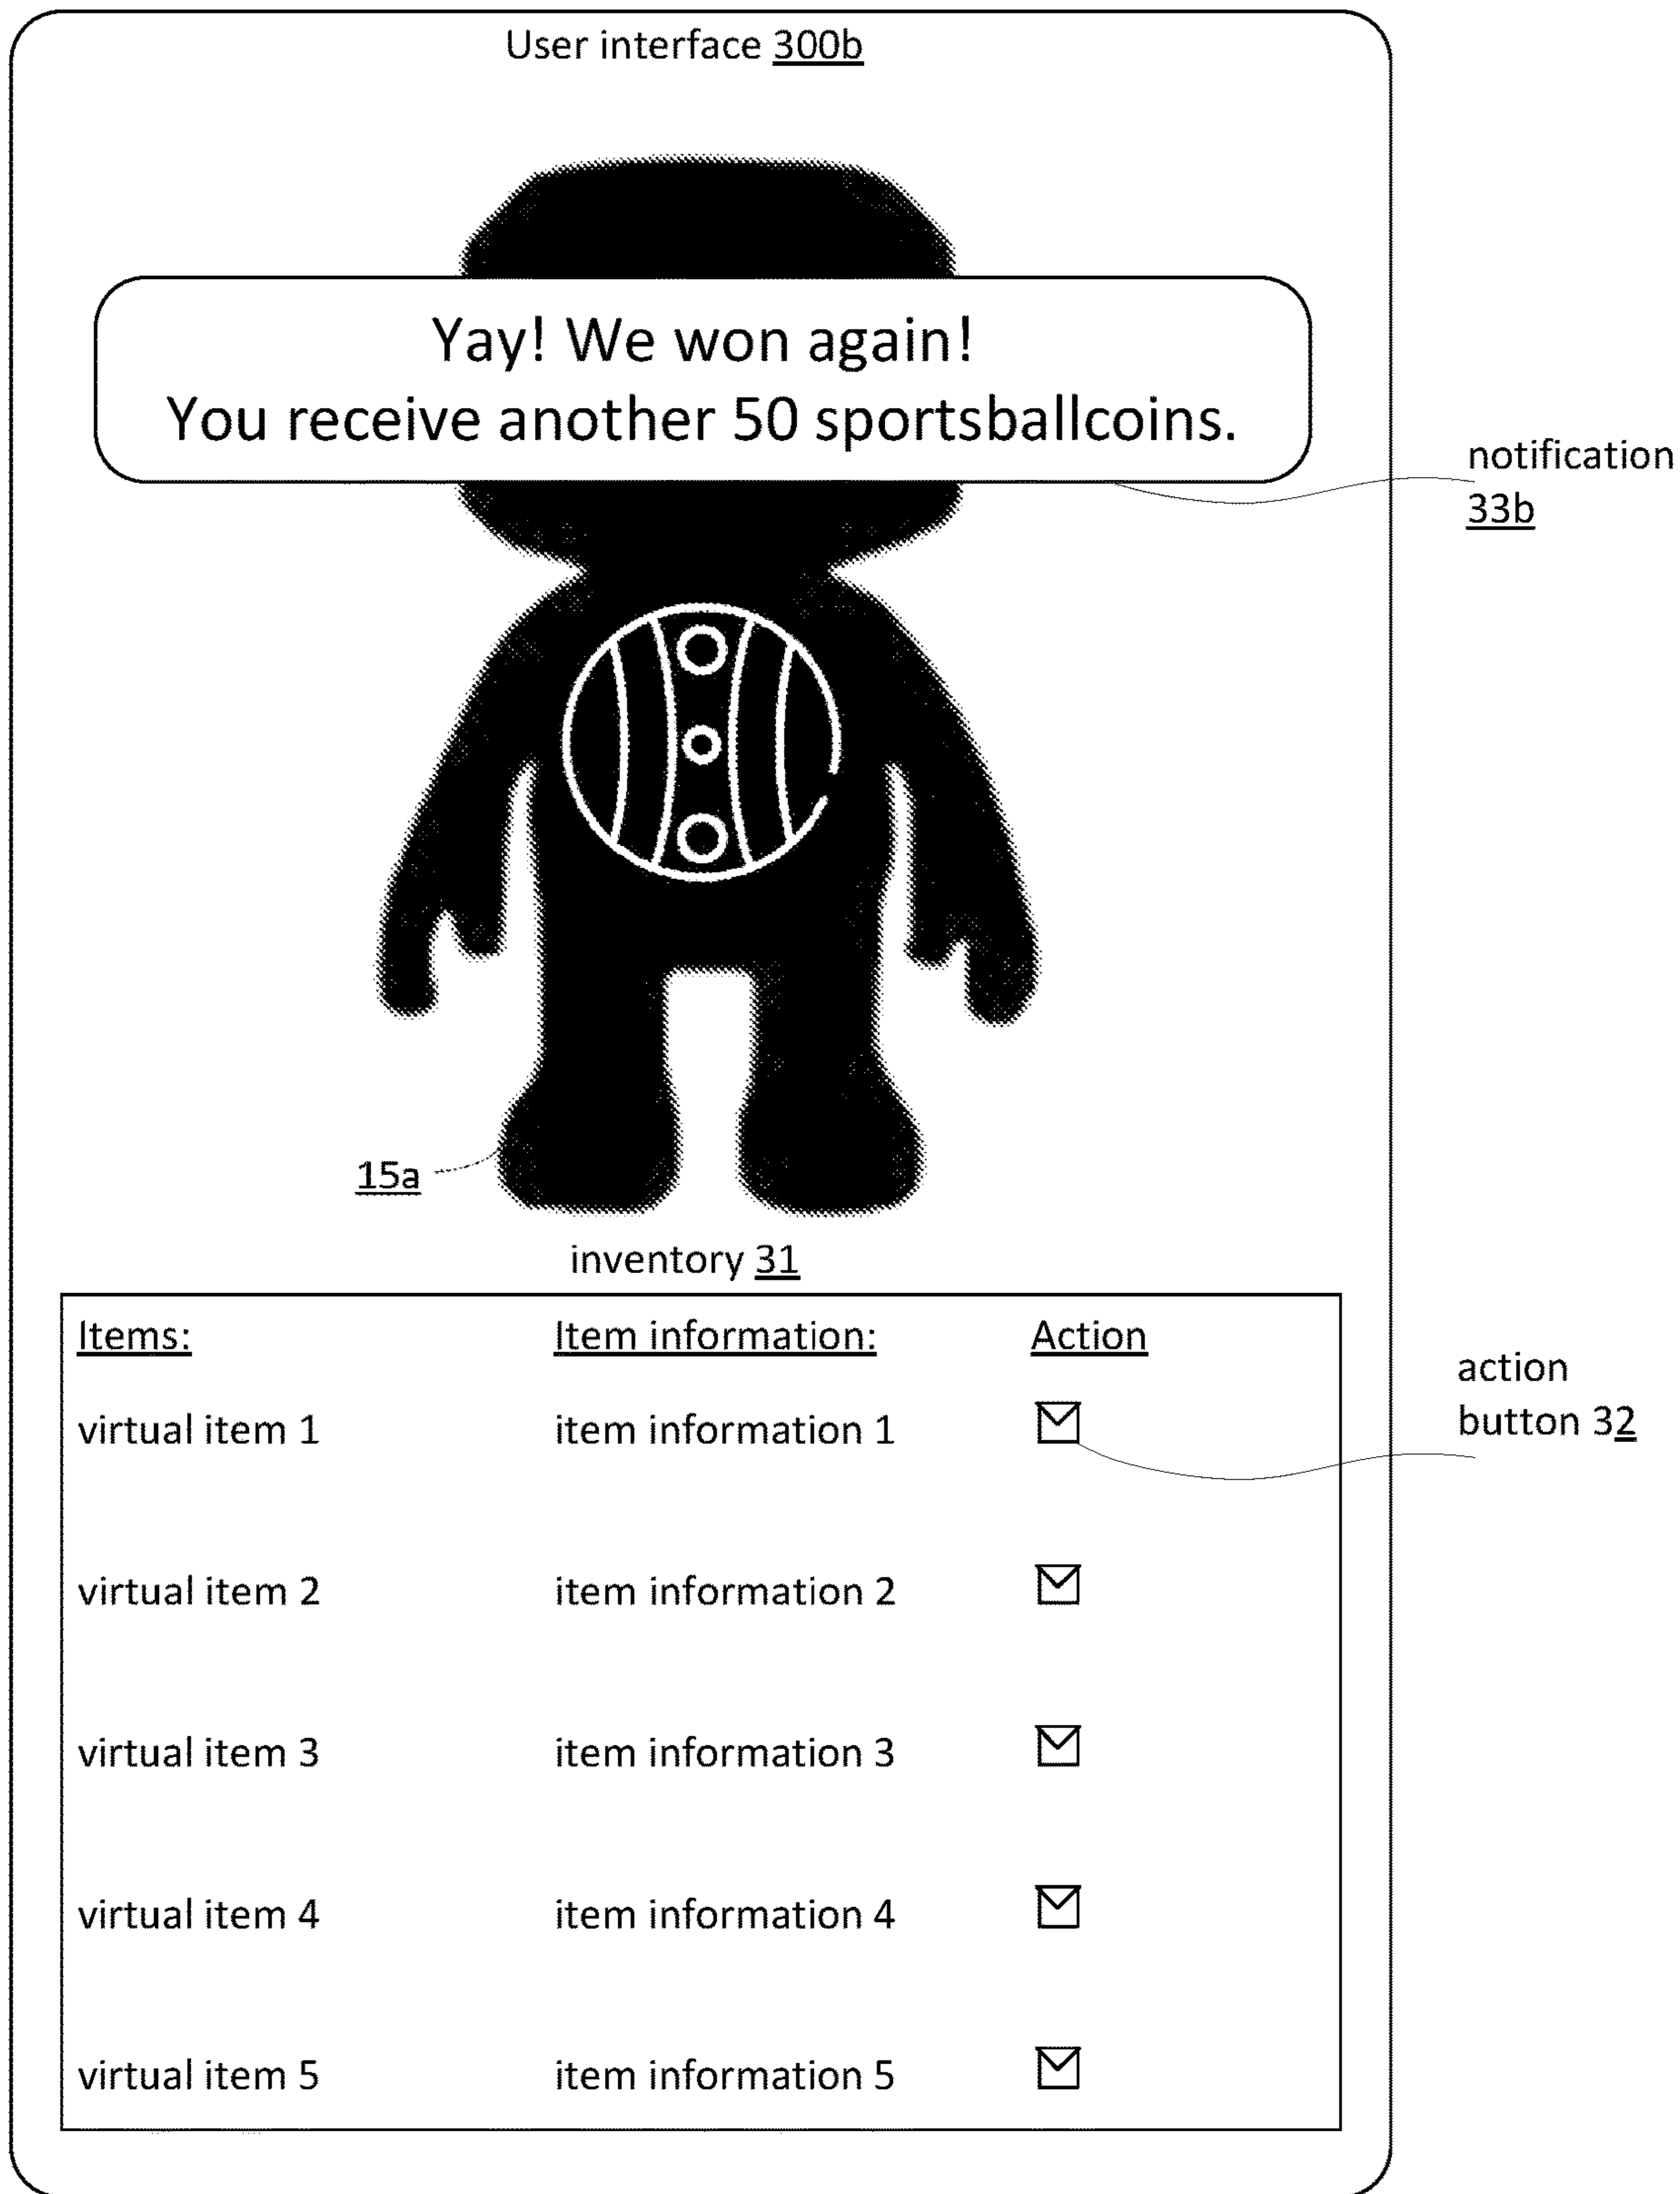 User interface 300b
Yay! We won again!
You receive another 50 sportsballcoins.
notification
33b
15a
inventory 31
Items: Item information: Action
virtual item 1 item information 1
action
button 32
virtual item 2 item information 2
virtual item 3 item information 3
virtual item 4 item information 4
virtual item 5 item information 5